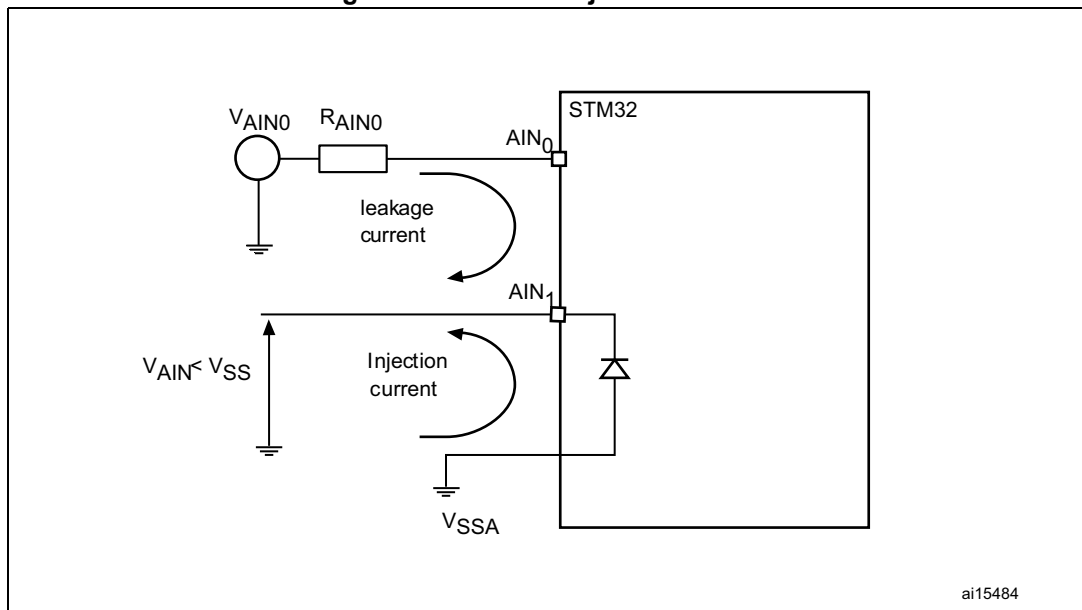 STM32
VAIN0
RAIN0
AIN0
leakage
current
AIN1
Injection
current
VAIN< VSS
VSSA
ai15484